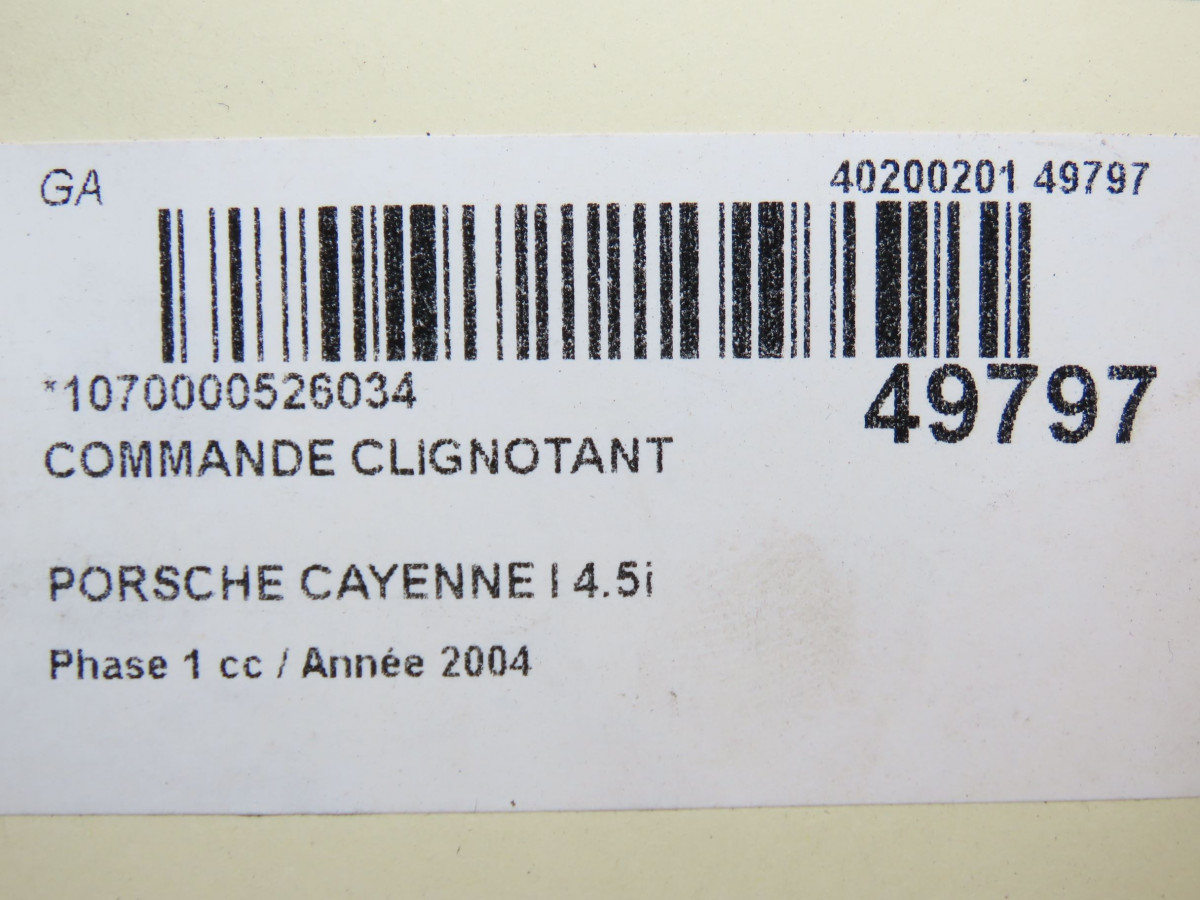 GA
40200201 49797
*1070000526034
49797
COMMANDE CLIGNOTANT
PORSCHE CAYENNE I 4.5i
Phase 1 cc / Année 2004